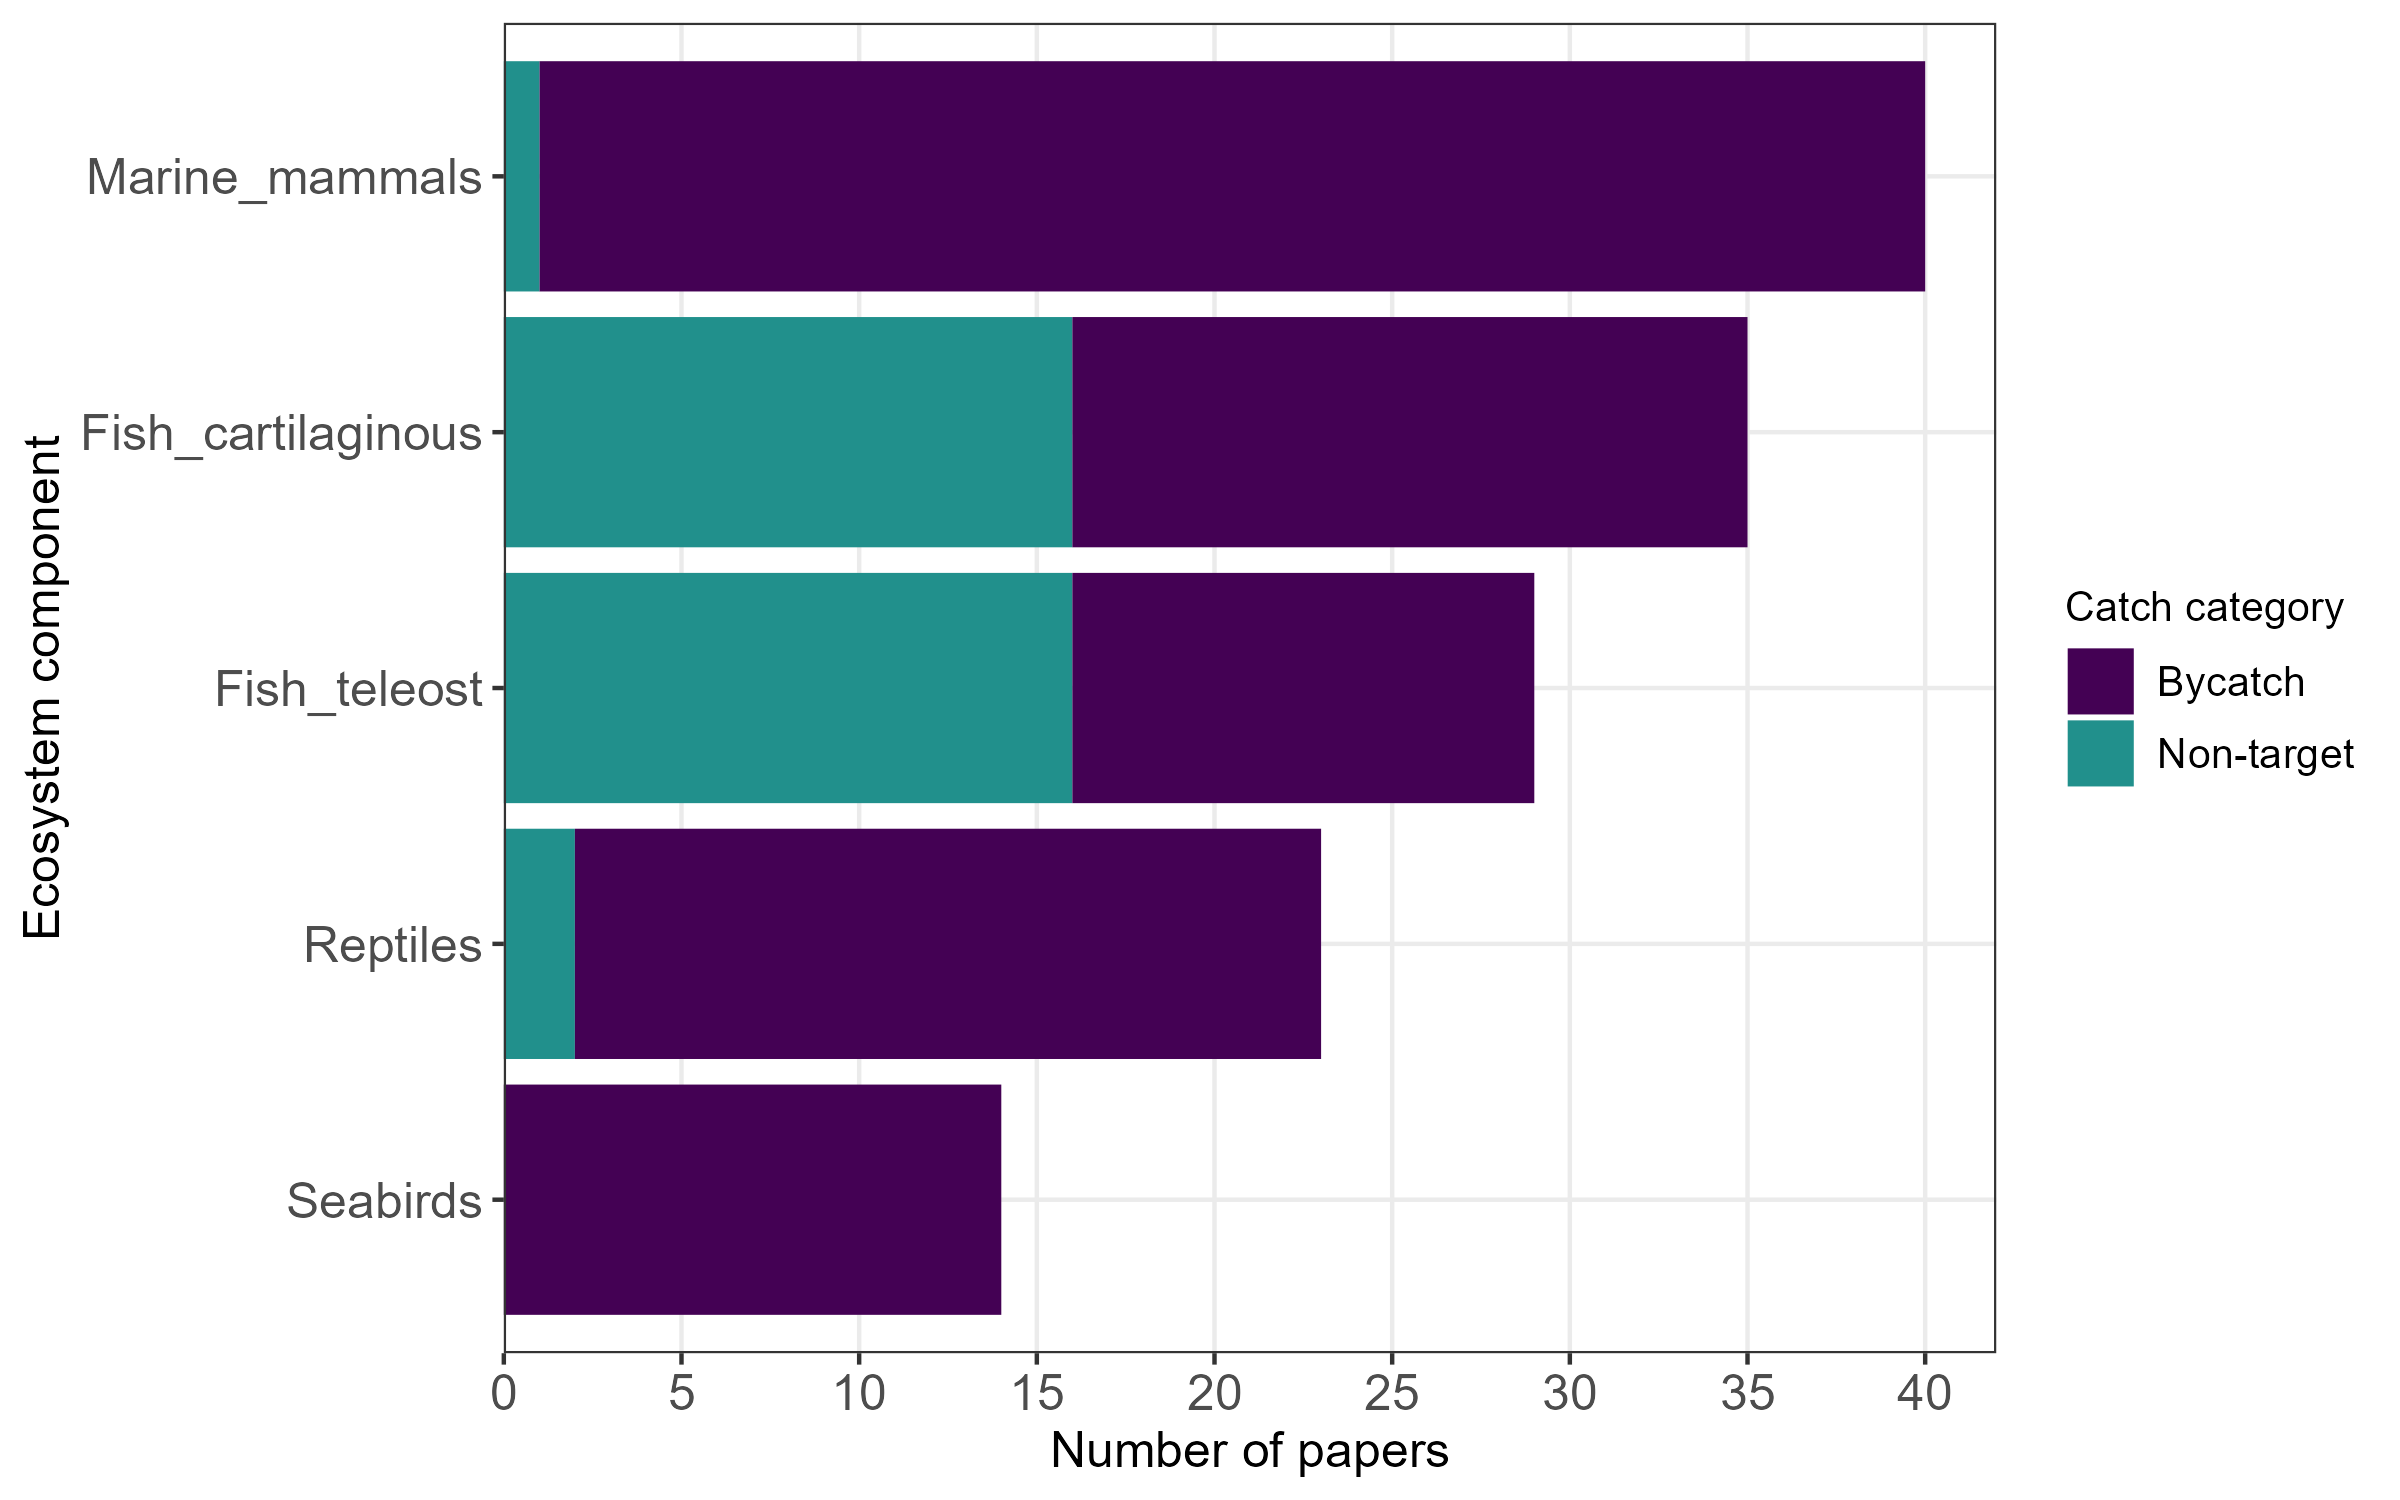 Ecosystem component
Marine_mammals
Fish_cartilaginous
Fish_teleost
Reptiles
Seabirds
0 5 10 15 20 25 30 35 40
Number of papers
Catch category
Bycatch
Non-target